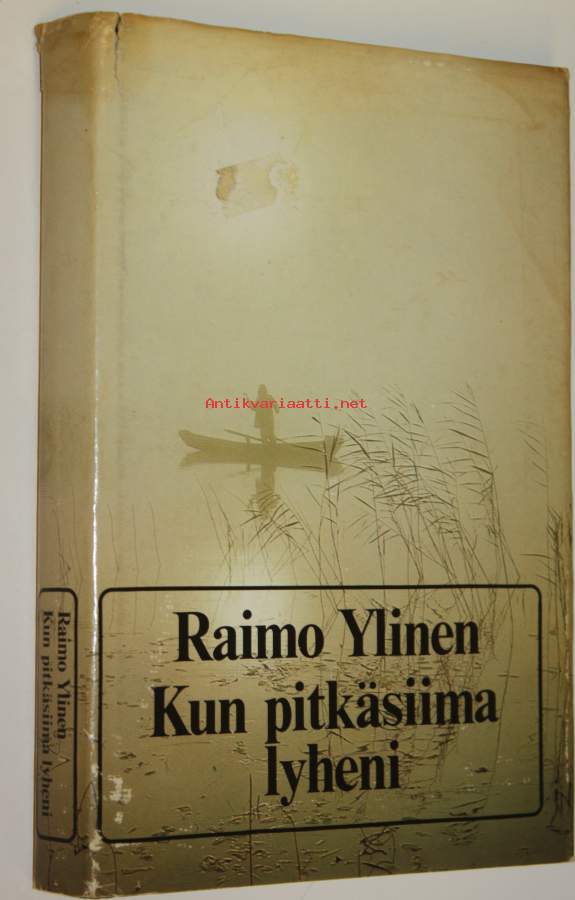 Antikvariaatti.net
Raimo Ylinen
Kun pitkäsiima
lyheni
Raimo Ylinen
Kun pitkäsiima lyheni